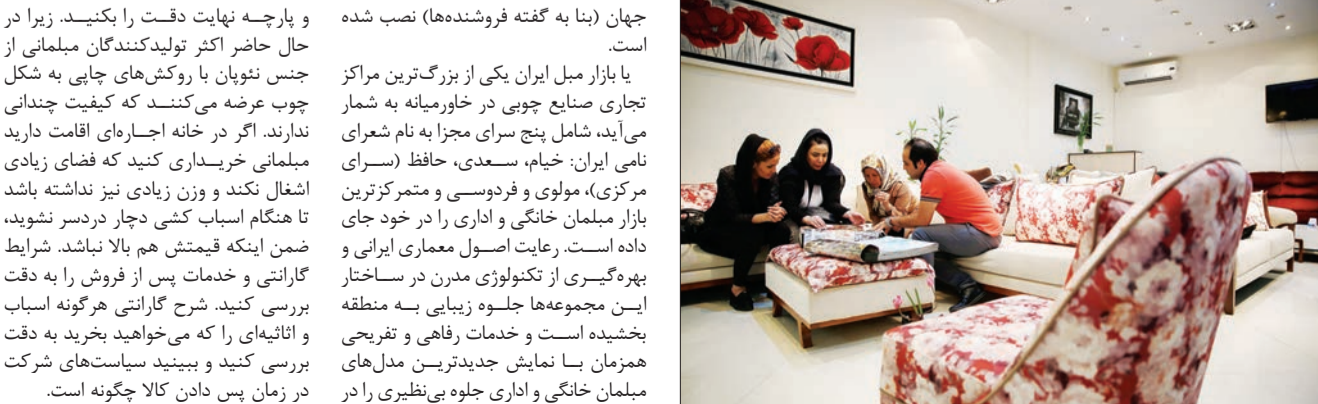 جهان (بنا به گفته فروشنده‌ها) نصب شده
است.
یا بازار مبل ایران یکی از بزرگ‌ترین مراکز
تجاری صنایع چوبی در خاورمیانه به شمار
می‌آید، شامل پنج سرای مجزا به نام شعرای
نامی ایران: خیام، سعدی، حافظ (سرای
مرکزی)، مولوی و فردوسی و متمرکزترین
بازار مبلمان خانگی و اداری را در خود جای
داده است. رعایت اصول معماری ایرانی و
بهره‌گیری از تکنولوژی مدرن در ساختار
این مجموعه‌ها جلوه زیبایی به منطقه
بخشیده است و خدمات رفاهی و تفریحی
همزمان با نمایش جدیدترین مدل‌های
مبلمان خانگی و اداری جلوه بی‌نظیری را در
و پارچه نهایت دقت را بکنید. زیرا در
حال حاضر اکثر تولیدکنندگان مبلمانی از
جنس نئوپان با روکش‌های چاپی به شکل
چوب عرضه می‌کنند که کیفیت چندانی
ندارند. اگر در خانه اجاره‌ای اقامت دارید
مبلمانی خریداری کنید که فضای زیادی
اشغال نکند و وزن زیادی نیز نداشته باشد
تا هنگام اسباب کشی دچار دردسر نشوید،
ضمن اینکه قیمتش هم بالا نباشد. شرایط
گارانتی و خدمات پس از فروش را به دقت
بررسی کنید. شرح گارانتی هرگونه اسباب
و اثاثیه‌ای را که می‌خواهید بخرید به دقت
بررسی کنید و ببینید سیاست‌های شرکت
در زمان پس دادن کالا چگونه است.